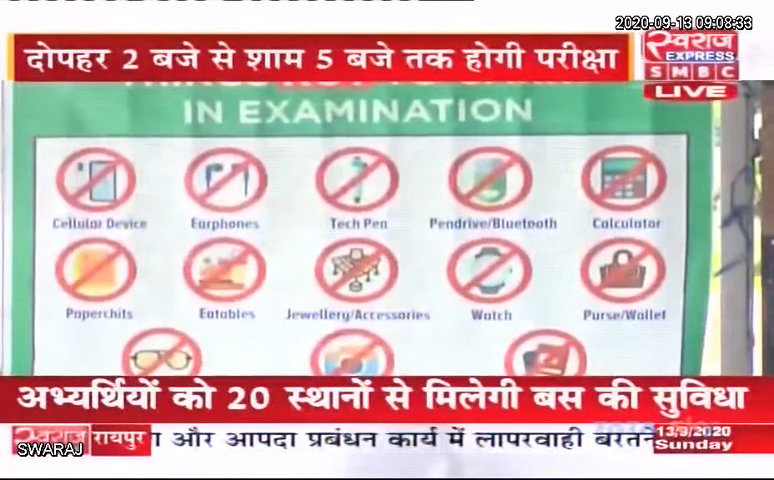 2020-09-13 09:08:33
दोपहर 2 बजे से शाम 5 बजे तक होगी परीक्षा
स्वराज
EXPRESS
SMBC
LIVE
IN EXAMINATION
Cellular Device Earphones Tech Pen Pendrive/Bluetooth Calculator
Paperchits Eatables Jewellery/Accessories Watch Purse/Wallet
अभ्यर्थियों को 20 स्थानों से मिलेगी बस की सुविधा
स्वराज रायपुर और आपदा प्रबंधन कार्य में लापरवाही बरतने
13/9/2020
Sunday
SWARAJ